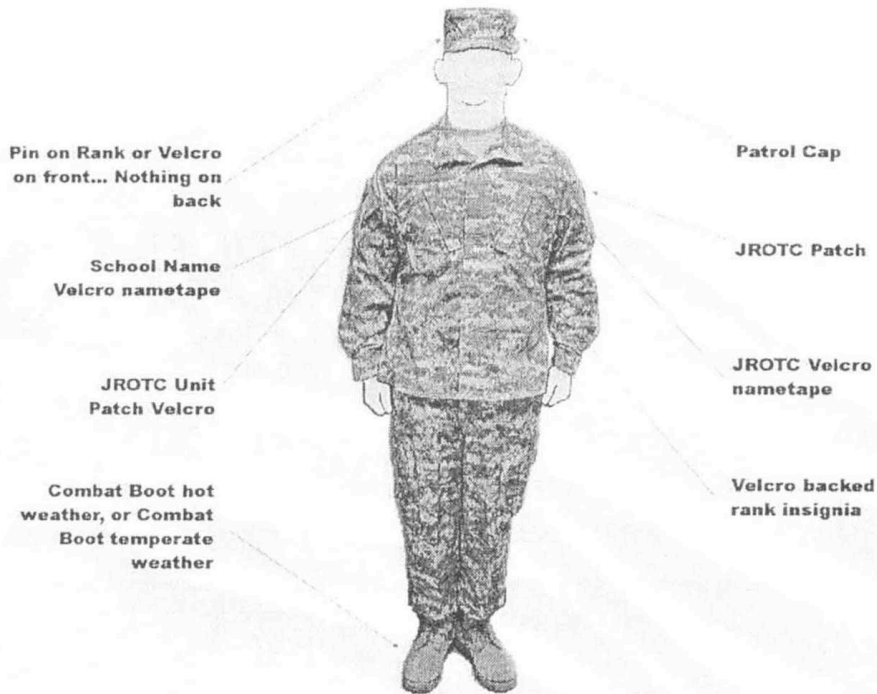 Pin on Rank or Velcro
on front... Nothing on
back
School Name
Velcro nametape
JROTC Unit
Patch Velcro
Combat Boot hot
weather, or Combat
Boot temperate
weather
Patrol Cap
JROTC Patch
JROTC Velcro
nametape
Velcro backed
rank insignia